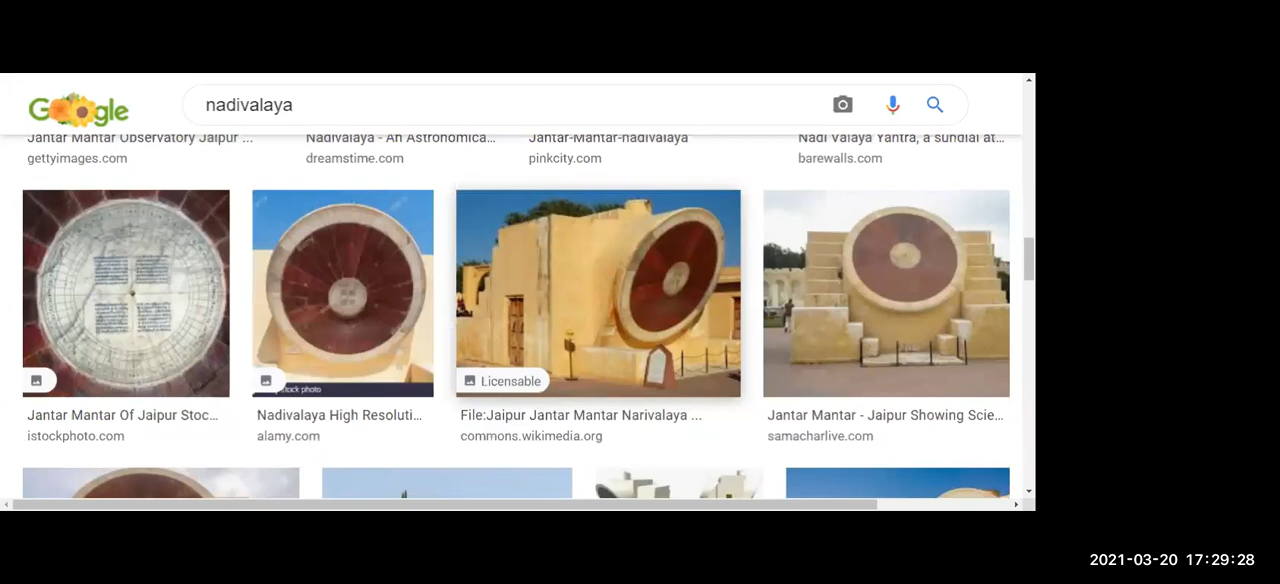 Google
nadivalaya
Jantar Mantar Observatory Jaipur ...
Nadivalaya - An Astronomica...
Jantar-Mantar-nadivalaya
Nadi Valaya Yantra, a sundial at...
gettyimages.com
dreamstime.com
pinkcity.com
barewalls.com
stock photo
Licensable
Jantar Mantar Of Jaipur Stoc...
Nadivalaya High Resoluti...
File:Jaipur Jantar Mantar Narivalaya ...
Jantar Mantar - Jaipur Showing Scie...
istockphoto.com
alamy.com
commons.wikimedia.org
samacharlive.com
2021-03-20 17:29:28